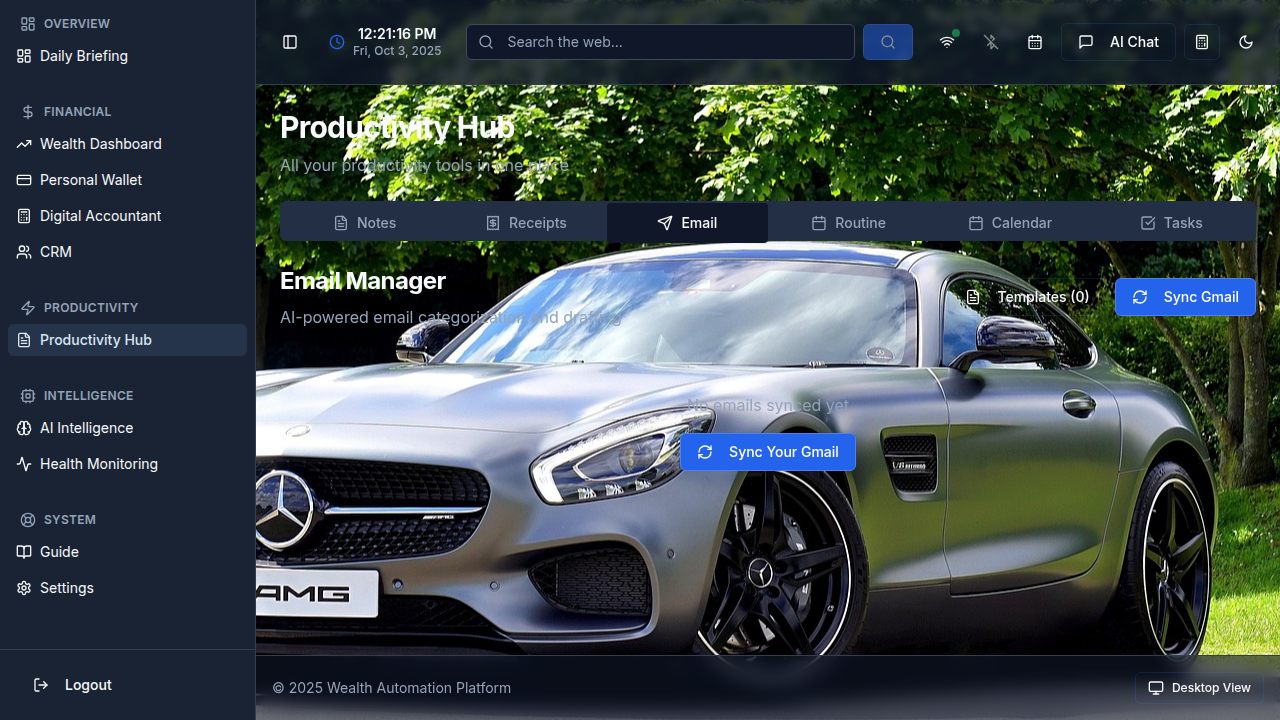 OVERVIEW
Daily Briefing
FINANCIAL
Wealth Dashboard
Personal Wallet
Digital Accountant
CRM
PRODUCTIVITY
Productivity Hub
INTELLIGENCE
AI Intelligence
Health Monitoring
SYSTEM
Guide
Settings
Logout
12:21:16 PM
Fri, Oct 3, 2025
Search the web...
AI Chat
Productivity Hub
All your productivity tools in one place
Notes
Receipts
Email
Routine
Calendar
Tasks
Email Manager
AI-powered email categorization and drafting
Templates (0)
Sync Gmail
No emails synced yet
Sync Your Gmail
AMG
© 2025 Wealth Automation Platform
Desktop View